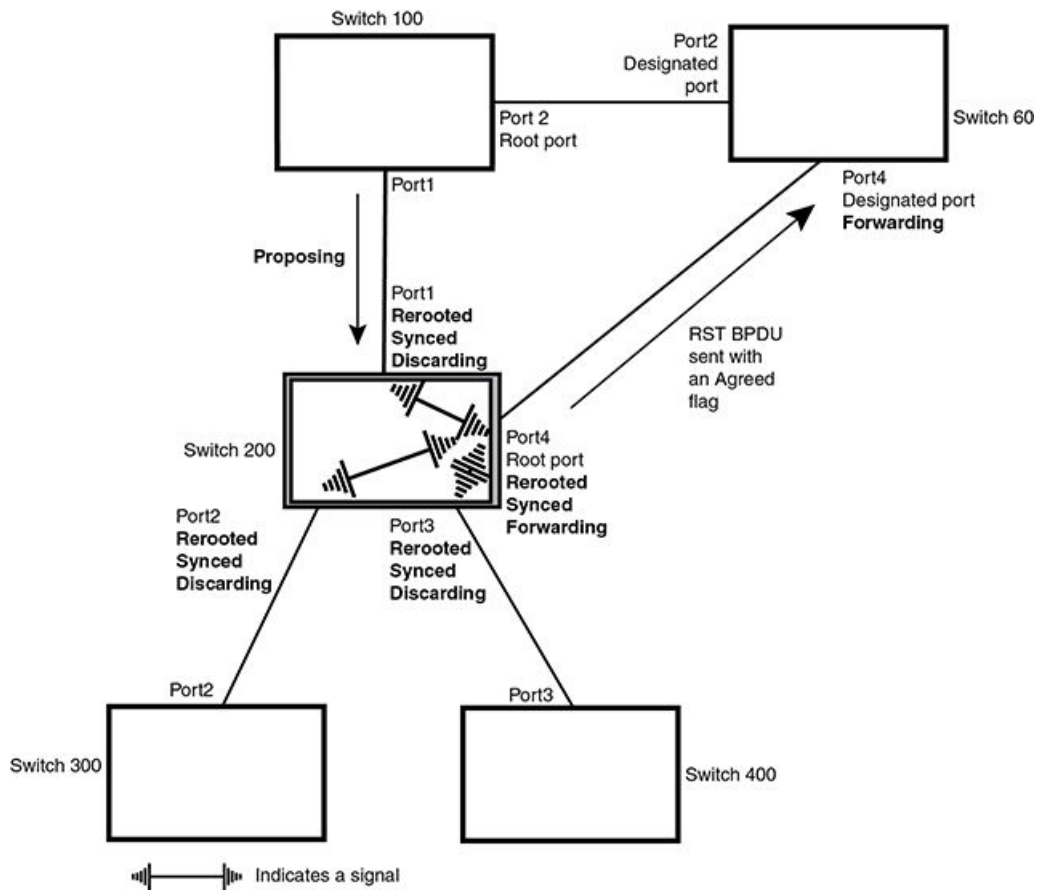 Switch 100
Port2
Designated
port
Port 2
Root port
Switch 60
Port1
Port4
Designated port
Forwarding
Proposing
Port1
Rerooted
Synced
Discarding
RST BPDU
sent with
an Agreed
flag
Switch 200
Port4
Root port
Rerooted
Synced
Forwarding
Port2
Rerooted
Synced
Discarding
Port3
Rerooted
Synced
Discarding
Port2
Port3
Switch 300
Switch 400
Indicates a signal